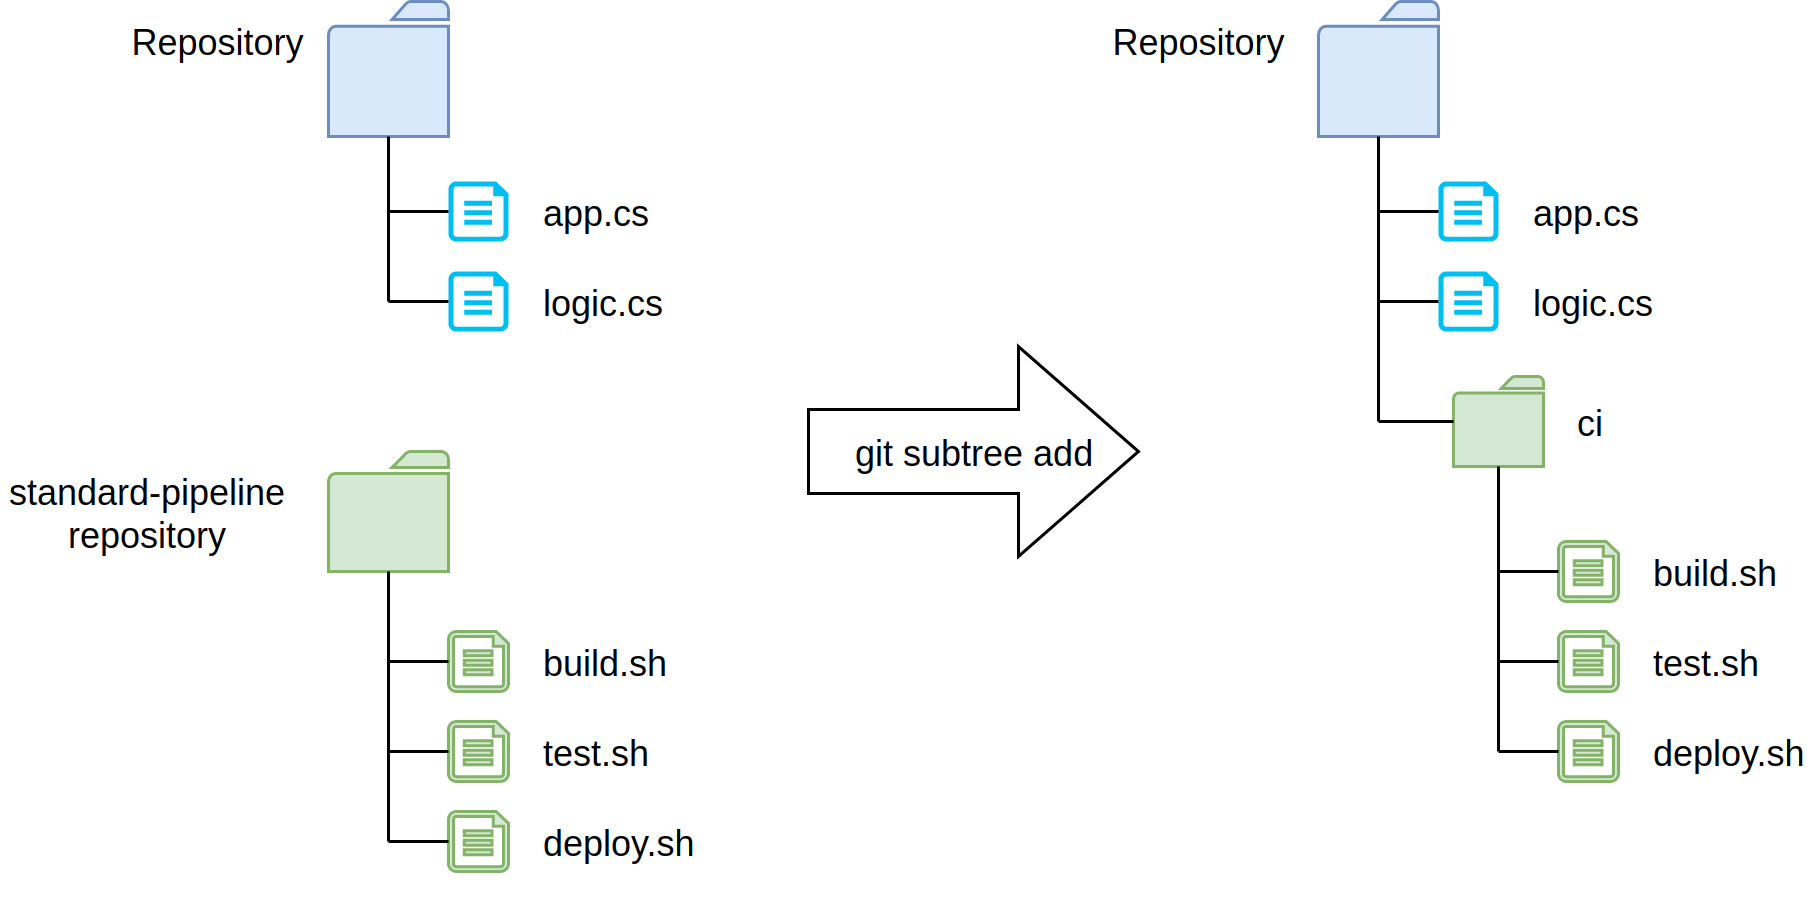 Repository
app.cs
logic.cs
standard-pipeline
repository
build.sh
test.sh
deploy.sh
git subtree add
Repository
app.cs
logic.cs
ci
build.sh
test.sh
deploy.sh